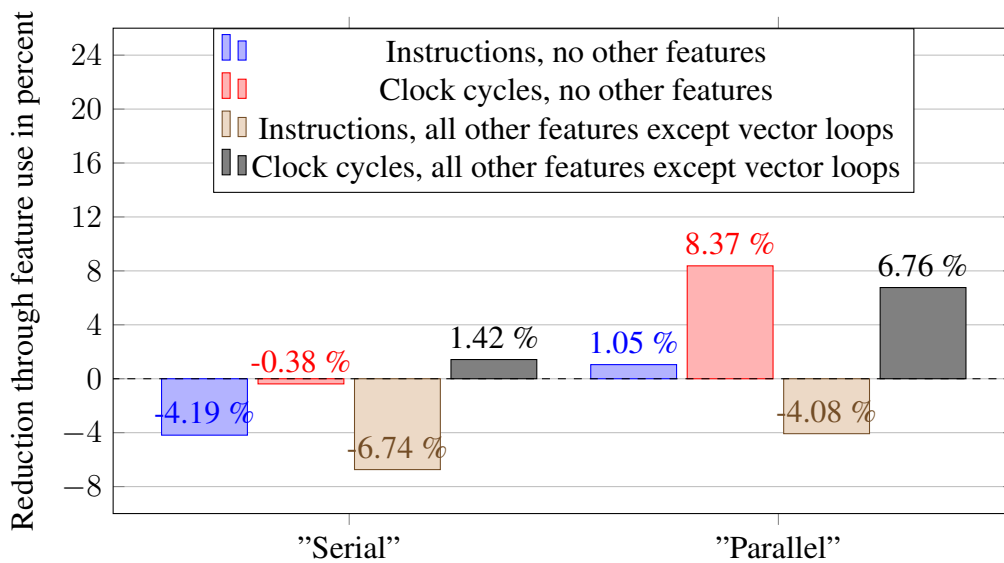 Reduction through feature use in percent
24
20
16
12
8
4
0
−4
−8
Instructions, no other features
Clock cycles, no other features
Instructions, all other features except vector loops
Clock cycles, all other features except vector loops
-4.19 %
-0.38 %
-6.74 %
1.42 %
1.05 %
8.37 %
-4.08 %
6.76 %
”Serial”
”Parallel”